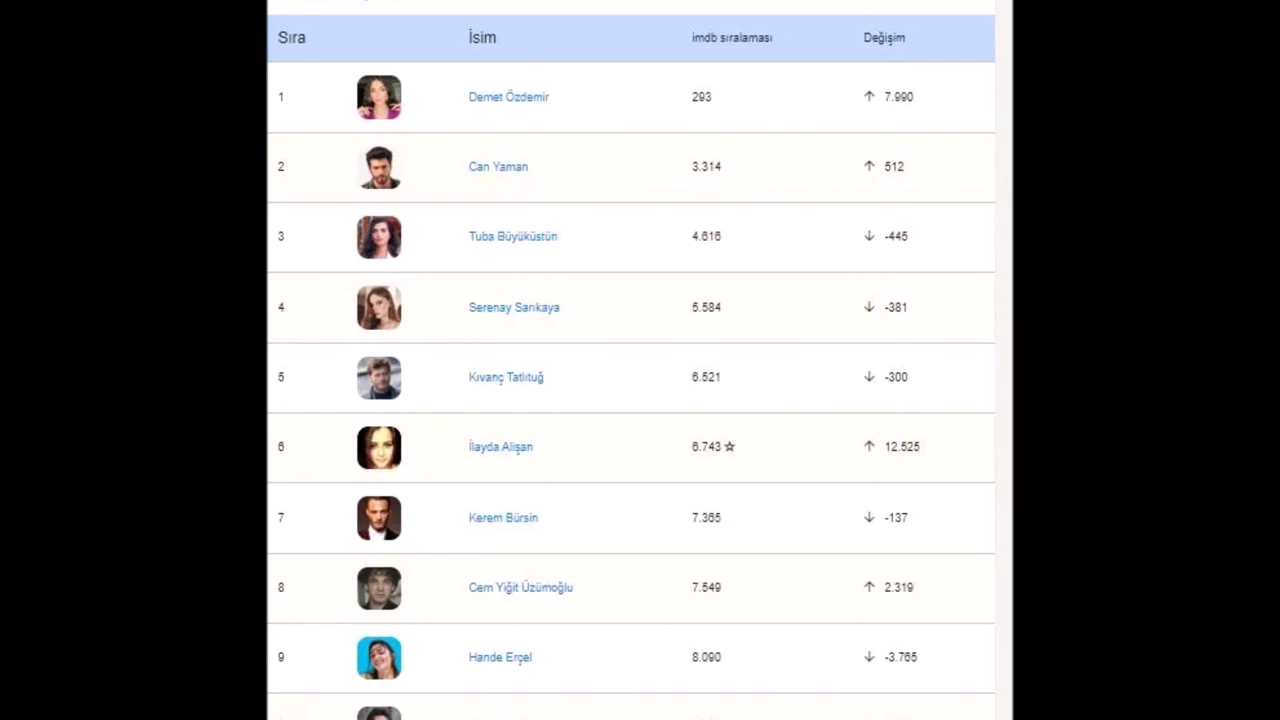 Sıra İsim imdb sıralaması Değişim
1 Demet Özdemir 293 ↑ 7.990
2 Can Yaman 3.314 ↑ 512
3 Tuba Büyüküstün 4.616 ↓ -445
4 Serenay Sarıkaya 5.584 ↓ -381
5 Kıvanç Tatlıtuğ 6.521 ↓ -300
6 İlayda Alişan 6.743 ☆ ↑ 12.525
7 Kerem Bürsin 7.365 ↓ -137
8 Cem Yiğit Üzümoğlu 7.549 ↑ 2.319
9 Hande Erçel 8.090 ↓ -3.765